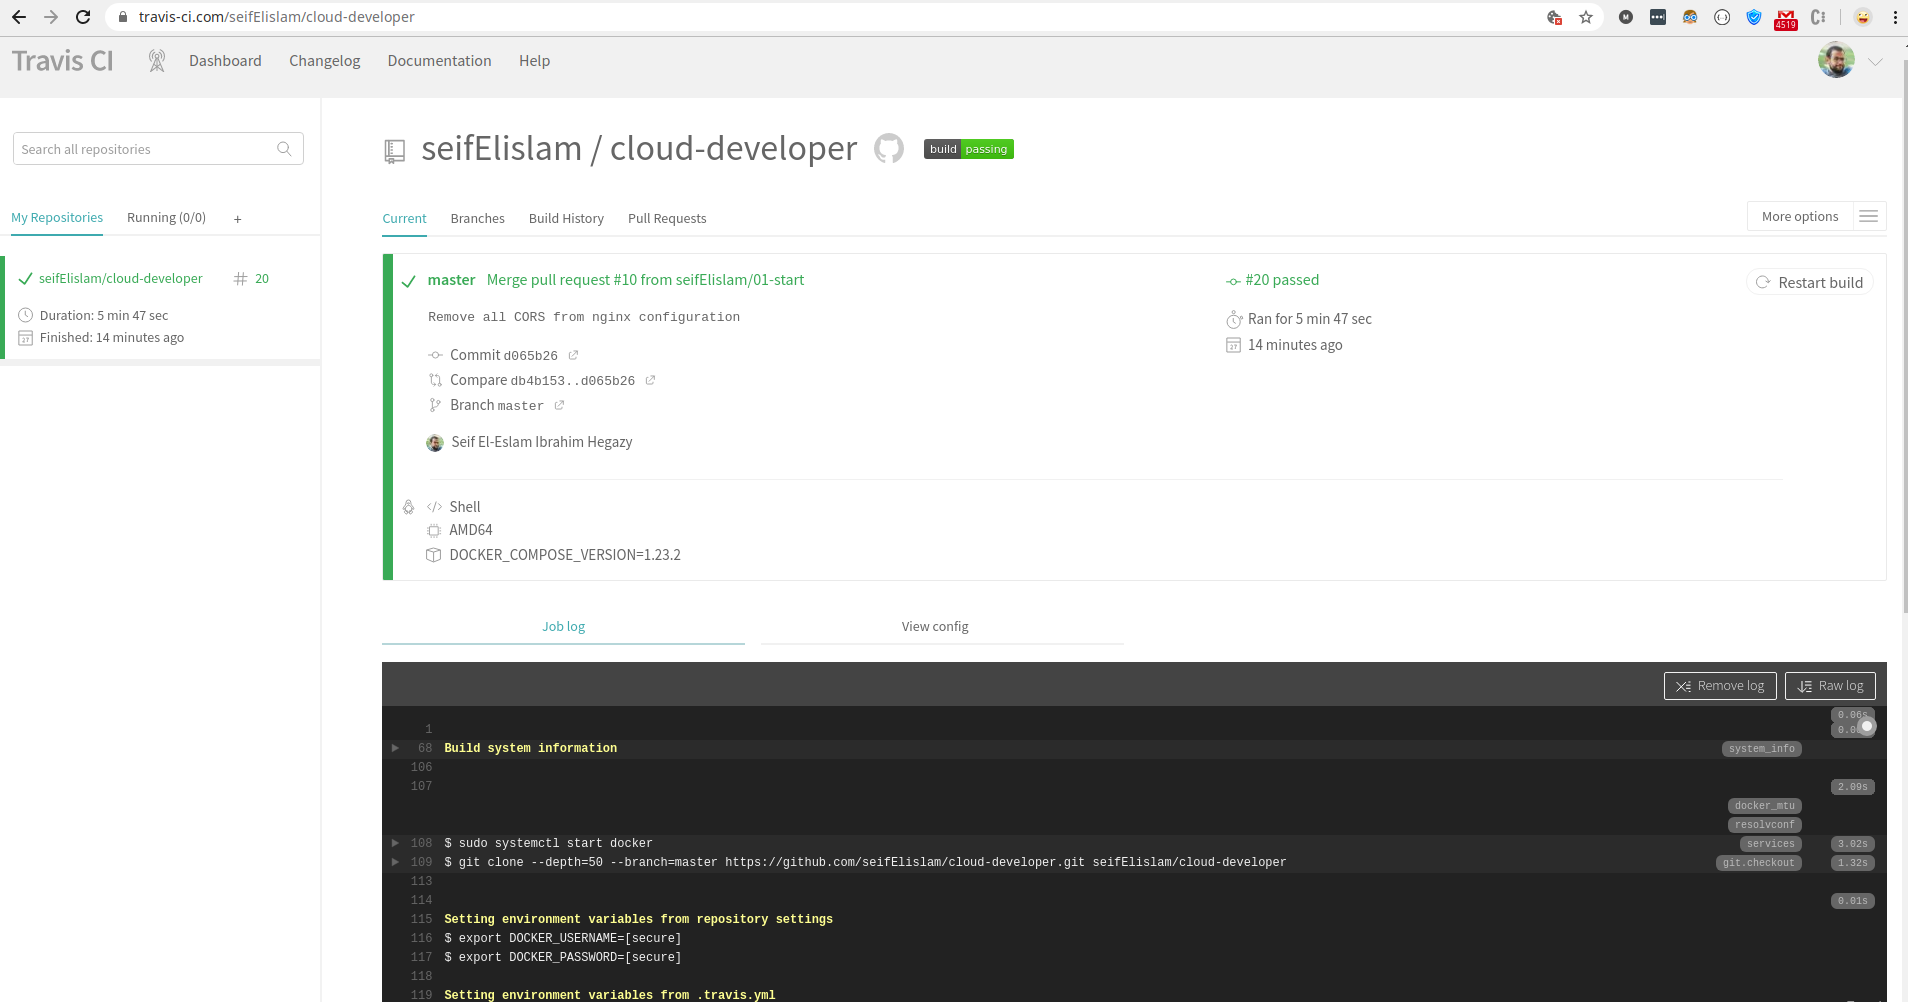 travis-ci.com/seifElislam/cloud-developer
4519
Travis CI
Dashboard
Changelog
Documentation
Help
Search all repositories
My Repositories
Running (0/0)
+
seifElislam/cloud-developer
# 20
Duration: 5 min 47 sec
Finished: 14 minutes ago
seifElislam / cloud-developer
build passing
Current
Branches
Build History
Pull Requests
More options
master Merge pull request #10 from seifElislam/01-start
#20 passed
Restart build
Remove all CORS from nginx configuration
Ran for 5 min 47 sec
14 minutes ago
Commit d065b26
Compare db4b153..d065b26
Branch master
Seif El-Eslam Ibrahim Hegazy
Shell
AMD64
DOCKER_COMPOSE_VERSION=1.23.2
Job log
View config
Remove log
Raw log
0.06s
1
68 Build system information system_info
106
107 2.09s
docker_mtu
resolvconf
108 $ sudo systemctl start docker services 3.02s
109 $ git clone --depth=50 --branch=master https://github.com/seifElislam/cloud-developer.git seifElislam/cloud-developer git.checkout 1.32s
113
114 0.01s
115 Setting environment variables from repository settings
116 $ export DOCKER_USERNAME=[secure]
117 $ export DOCKER_PASSWORD=[secure]
118
119 Setting environment variables from .travis.yml